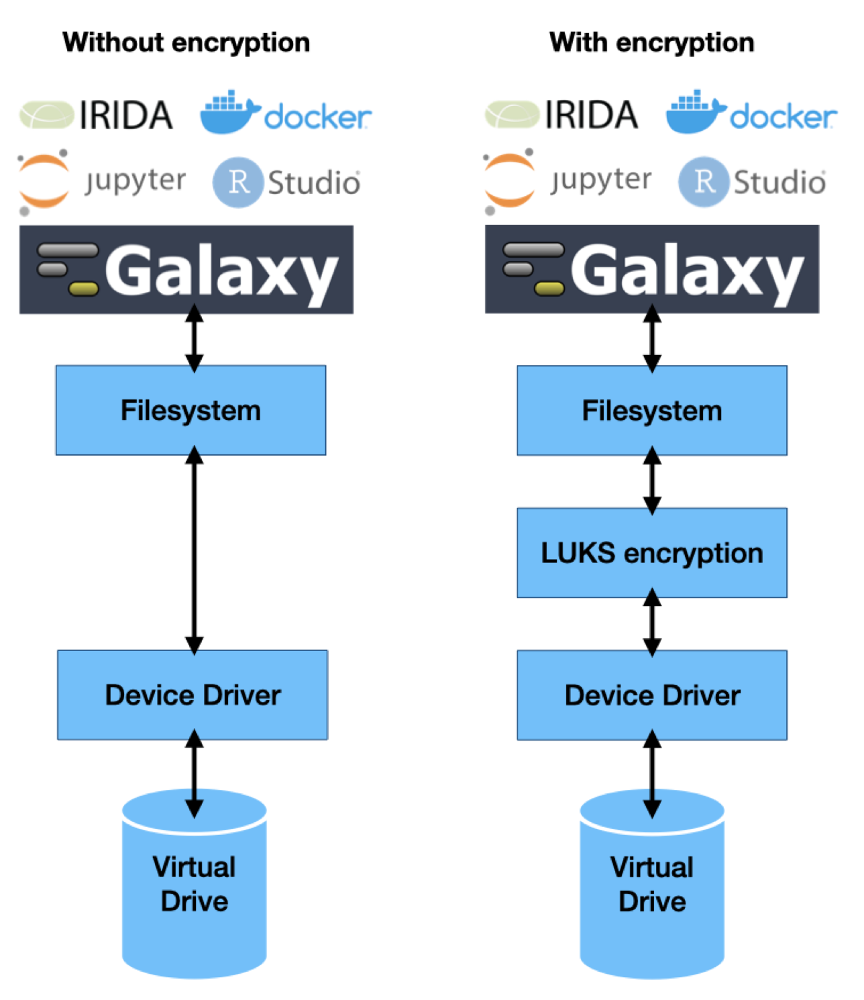 Without encryption
IRIDA
docker
Jupyter
R Studio
Galaxy
Filesystem
Device Driver
Virtual
Drive
With encryption
IRIDA
docker
Jupyter
R Studio
Galaxy
Filesystem
LUKS encryption
Device Driver
Virtual
Drive